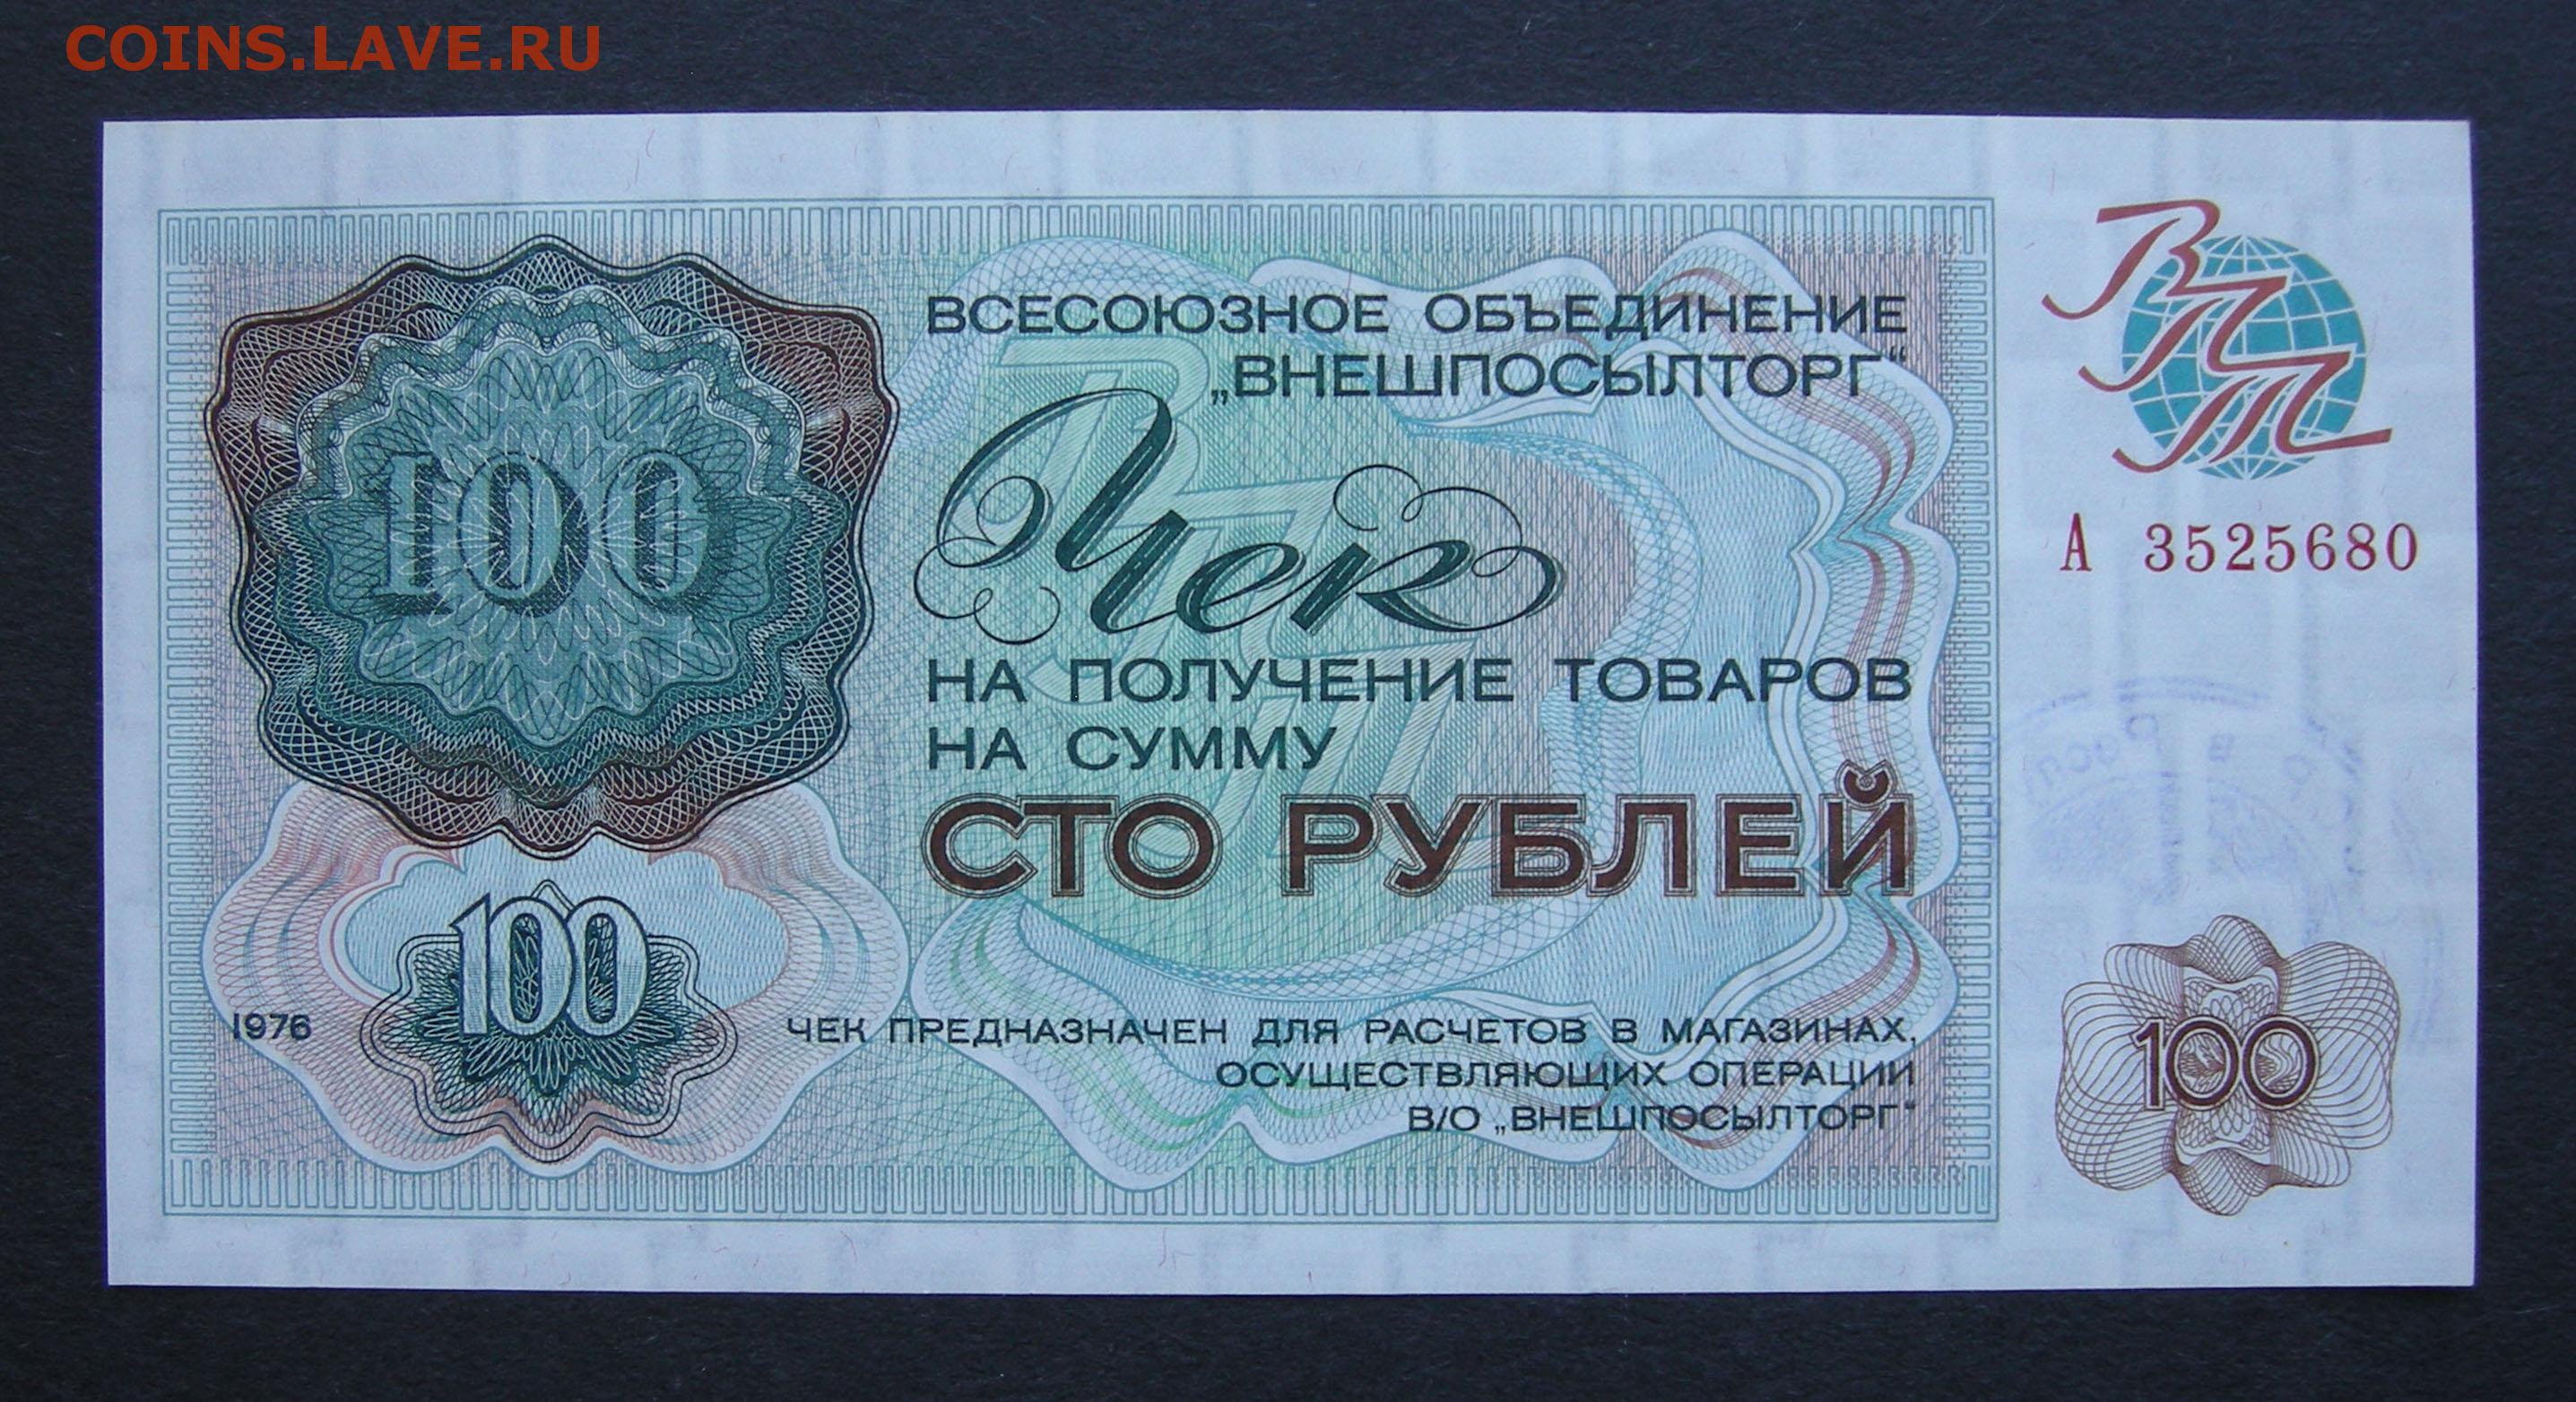 COINS.LAVE.RU
ВСЕСОЮЗНОЕ ОБЪЕДИНЕНИЕ
„ВНЕШПОСЫЛТОРГ“
ВПТ
А 3525680
100
Чек
НА ПОЛУЧЕНИЕ ТОВАРОВ
НА СУММУ
СТО РУБЛЕЙ
100
1976
ЧЕК ПРЕДНАЗНАЧЕН ДЛЯ РАСЧЕТОВ В МАГАЗИНАХ,
ОСУЩЕСТВЛЯЮЩИХ ОПЕРАЦИИ
В/О „ВНЕШПОСЫЛТОРГ“
100